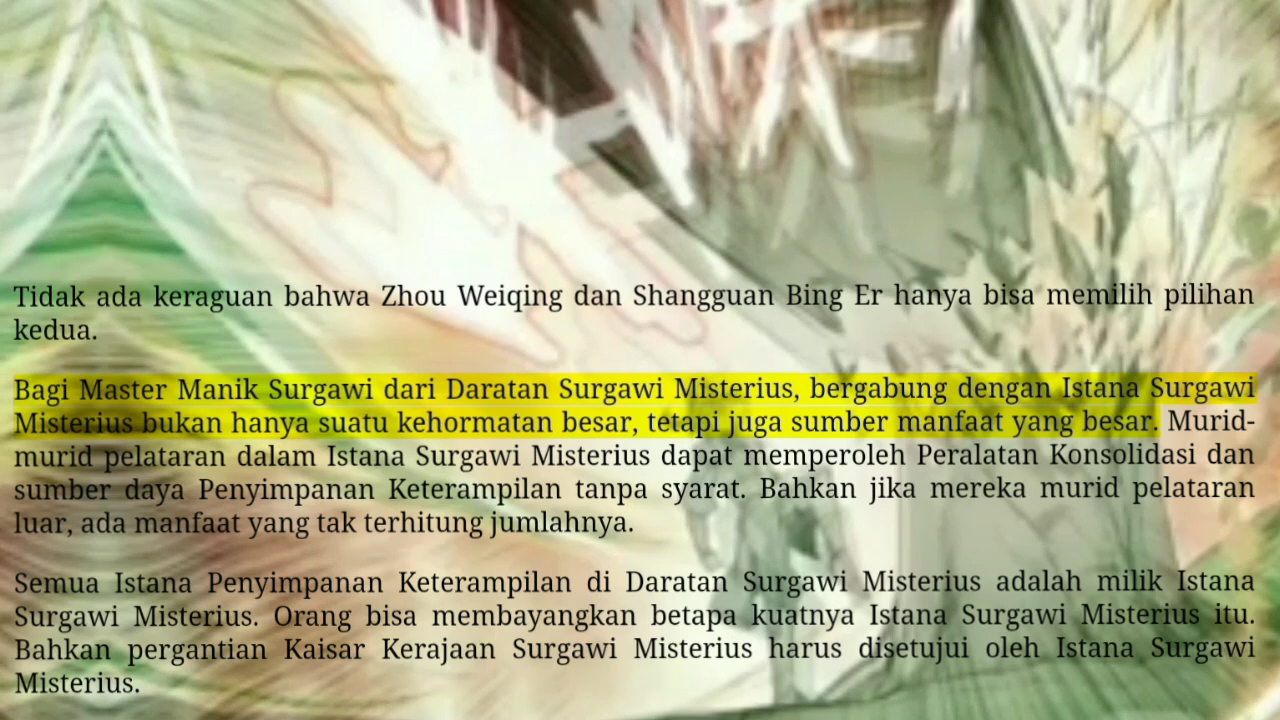 Tidak ada keraguan bahwa Zhou Weiqing dan Shangguan Bing Er hanya bisa memilih pilihan
kedua.
Bagi Master Manik Surgawi dari Daratan Surgawi Misterius, bergabung dengan Istana Surgawi
Misterius bukan hanya suatu kehormatan besar, tetapi juga sumber manfaat yang besar. Murid-
murid pelataran dalam Istana Surgawi Misterius dapat memperoleh Peralatan Konsolidasi dan
sumber daya Penyimpanan Keterampilan tanpa syarat. Bahkan jika mereka murid pelataran
luar, ada manfaat yang tak terhitung jumlahnya.
Semua Istana Penyimpanan Keterampilan di Daratan Surgawi Misterius adalah milik Istana
Surgawi Misterius. Orang bisa membayangkan betapa kuatnya Istana Surgawi Misterius itu.
Bahkan pergantian Kaisar Kerajaan Surgawi Misterius harus disetujui oleh Istana Surgawi
Misterius.